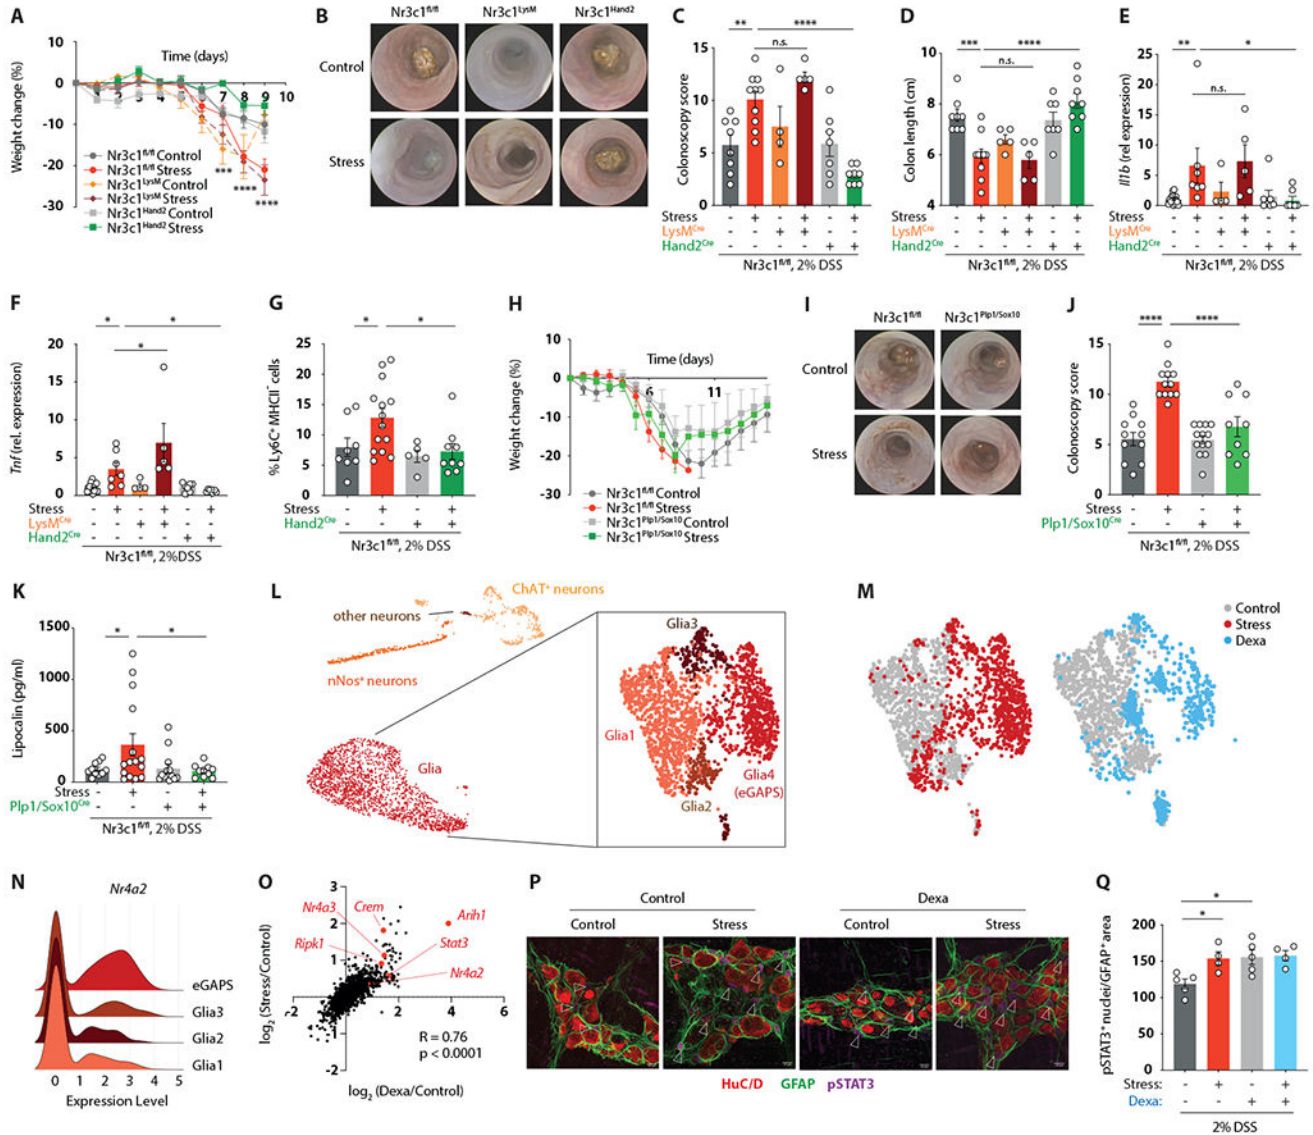 A
Weight change (%)
10
0
-10
-20
-30
Time (days)
1 2 3 4 5 7 8 9 10
*** **** ****
Nr3c1fl/fl Control
Nr3c1fl/fl Stress
Nr3c1LysM Control
Nr3c1LysM Stress
Nr3c1Hand2 Control
Nr3c1Hand2 Stress
B
Nr3c1fl/fl Nr3c1LysM Nr3c1Hand2
Control
Stress
C
** ****
n.s.
Colonoscopy score
15
10
5
0
Stress - + - + - +
LysMCre - - + + - -
Hand2Cre - - - - + +
Nr3c1fl/fl, 2% DSS
D
*** ****
n.s.
Colon length (cm)
10
8
6
4
Stress - + - + - +
LysMCre - - + + - -
Hand2Cre - - - - + +
Nr3c1fl/fl, 2% DSS
E
** *
n.s.
Il1b (rel expression)
25
20
15
10
5
0
Stress - + - + - +
LysMCre - - + + - -
Hand2Cre - - - - + +
Nr3c1fl/fl, 2% DSS
F
* *
*
Tnf (rel. expression)
20
15
10
5
0
Stress - + - + - +
LysMCre - - + + - -
Hand2Cre - - - - + +
Nr3c1fl/fl, 2%DSS
G
* *
% Ly6C+ MHCII- cells
25
20
15
10
5
0
Stress - + - +
Hand2Cre - - + +
Nr3c1fl/fl, 2% DSS
H
Weight change (%)
10
0
-10
-20
-30
Time (days)
6 11
Nr3c1fl/fl Control
Nr3c1fl/fl Stress
Nr3c1Plp1/Sox10 Control
Nr3c1Plp1/Sox10 Stress
I
Nr3c1fl/fl Nr3c1Plp1/Sox10
Control
Stress
J
**** ****
Colonoscopy score
15
10
5
0
Stress - + - +
Plp1/Sox10Cre - - + +
Nr3c1fl/fl, 2% DSS
K
* *
Lipocalin (pg/ml)
1500
1000
500
0
Stress - + - +
Plp1/Sox10Cre - - + +
Nr3c1fl/fl, 2% DSS
L
ChAT+ neurons
other neurons
nNos+ neurons
Glia
Glia3
Glia1
Glia4
(eGAPS)
Glia2
M
Control
Stress
Dexa
N
Nr4a2
eGAPS
Glia3
Glia2
Glia1
0 1 2 3 4 5
Expression Level
O
log2 (Stress/Control)
3
2
1
-1
-2
-2 2 4 6
Nr4a3 Crem Arih1
Ripk1 Stat3
Nr4a2
R = 0.76
p < 0.0001
log2 (Dexa/Control)
P
Control Dexa
Control Stress Control Stress
HuC/D GFAP pSTAT3
Q
*
*
pSTAT3+nuclei/GFAP+ area
200
150
100
50
0
Stress: - + - +
Dexa: - - + +
2% DSS